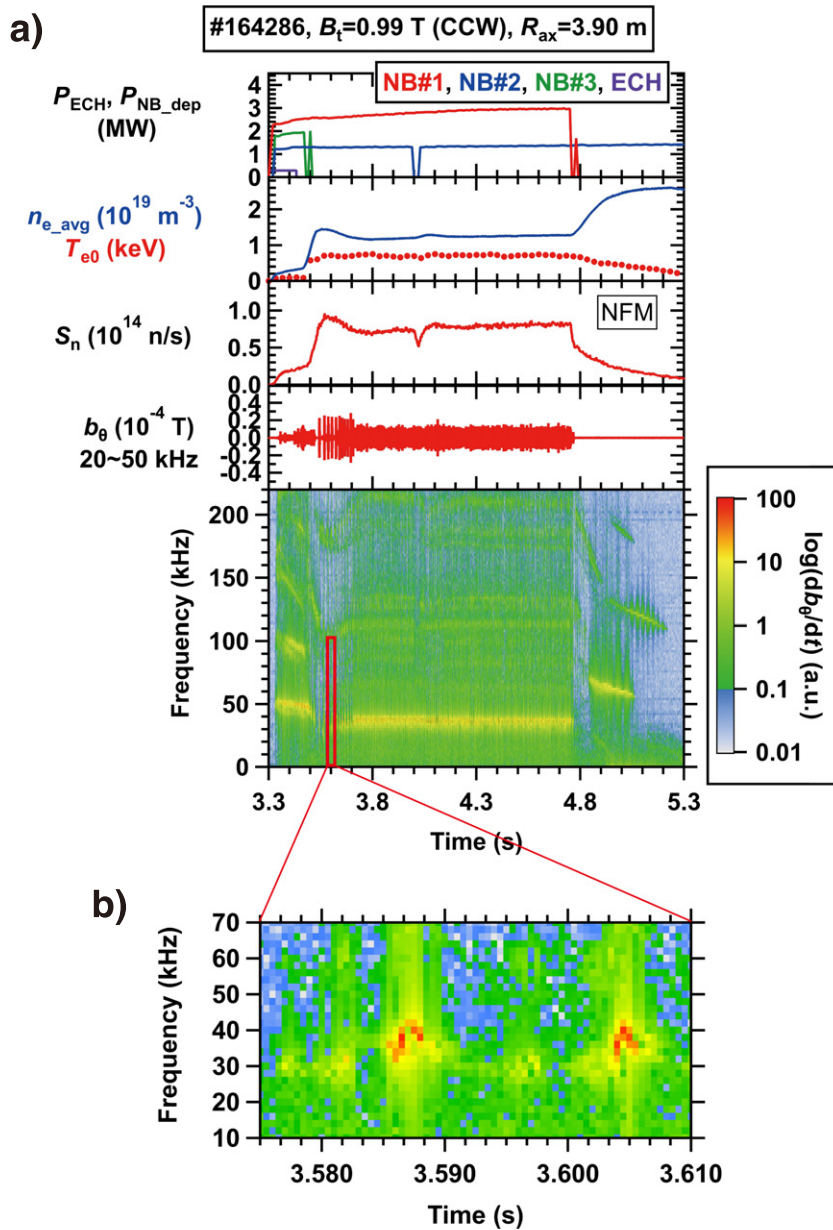 a)
#164286, Bt=0.99 T (CCW), Rax=3.90 m
NB#1, NB#2, NB#3, ECH
PECH, PNB_dep
(MW)
4
3
2
1
0
ne_avg (10^19 m^-3)
Te0 (keV)
2
1
0
NFM
Sn (10^14 n/s)
1.0
0.5
0.0
bθ (10^-4 T)
20~50 kHz
0.4
0.2
0.0
-0.2
-0.4
Frequency (kHz)
200
150
100
50
0
3.3 3.8 4.3 4.8 5.3
Time (s)
100
10
1
0.1
0.01
log(dbθ/dt) (a.u.)
b)
Frequency (kHz)
70
60
50
40
30
20
10
3.580 3.590 3.600 3.610
Time (s)